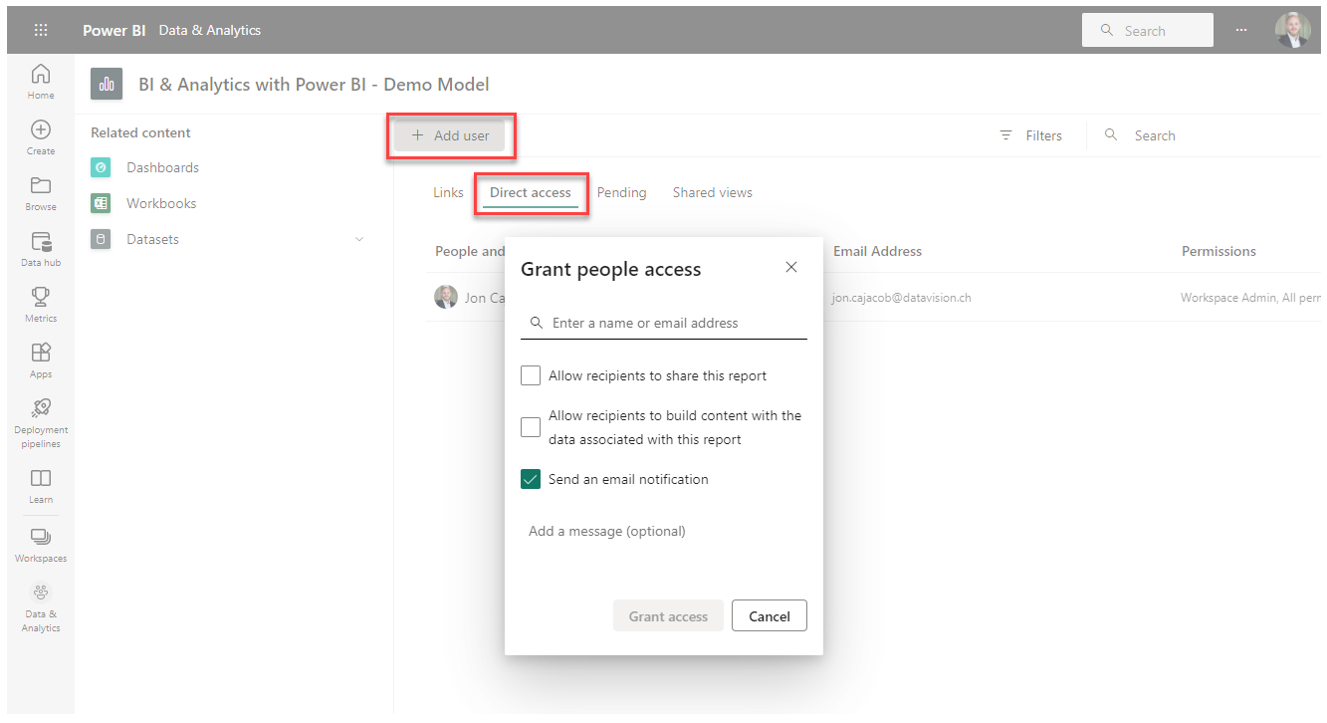 Power BI Data & Analytics
Search
BI & Analytics with Power BI - Demo Model
Home
Create
Browse
Data hub
Metrics
Apps
Deployment
pipelines
Learn
Workspaces
Data &
Analytics
Related content
Dashboards
Workbooks
Datasets
+ Add user
Filters
Search
Links
Direct access
Pending
Shared views
People and
Email Address
Permissions
Jon Ca
jon.cajacob@datavision.ch
Workspace Admin, All perm
Grant people access
Enter a name or email address
Allow recipients to share this report
Allow recipients to build content with the
data associated with this report
Send an email notification
Add a message (optional)
Grant access
Cancel